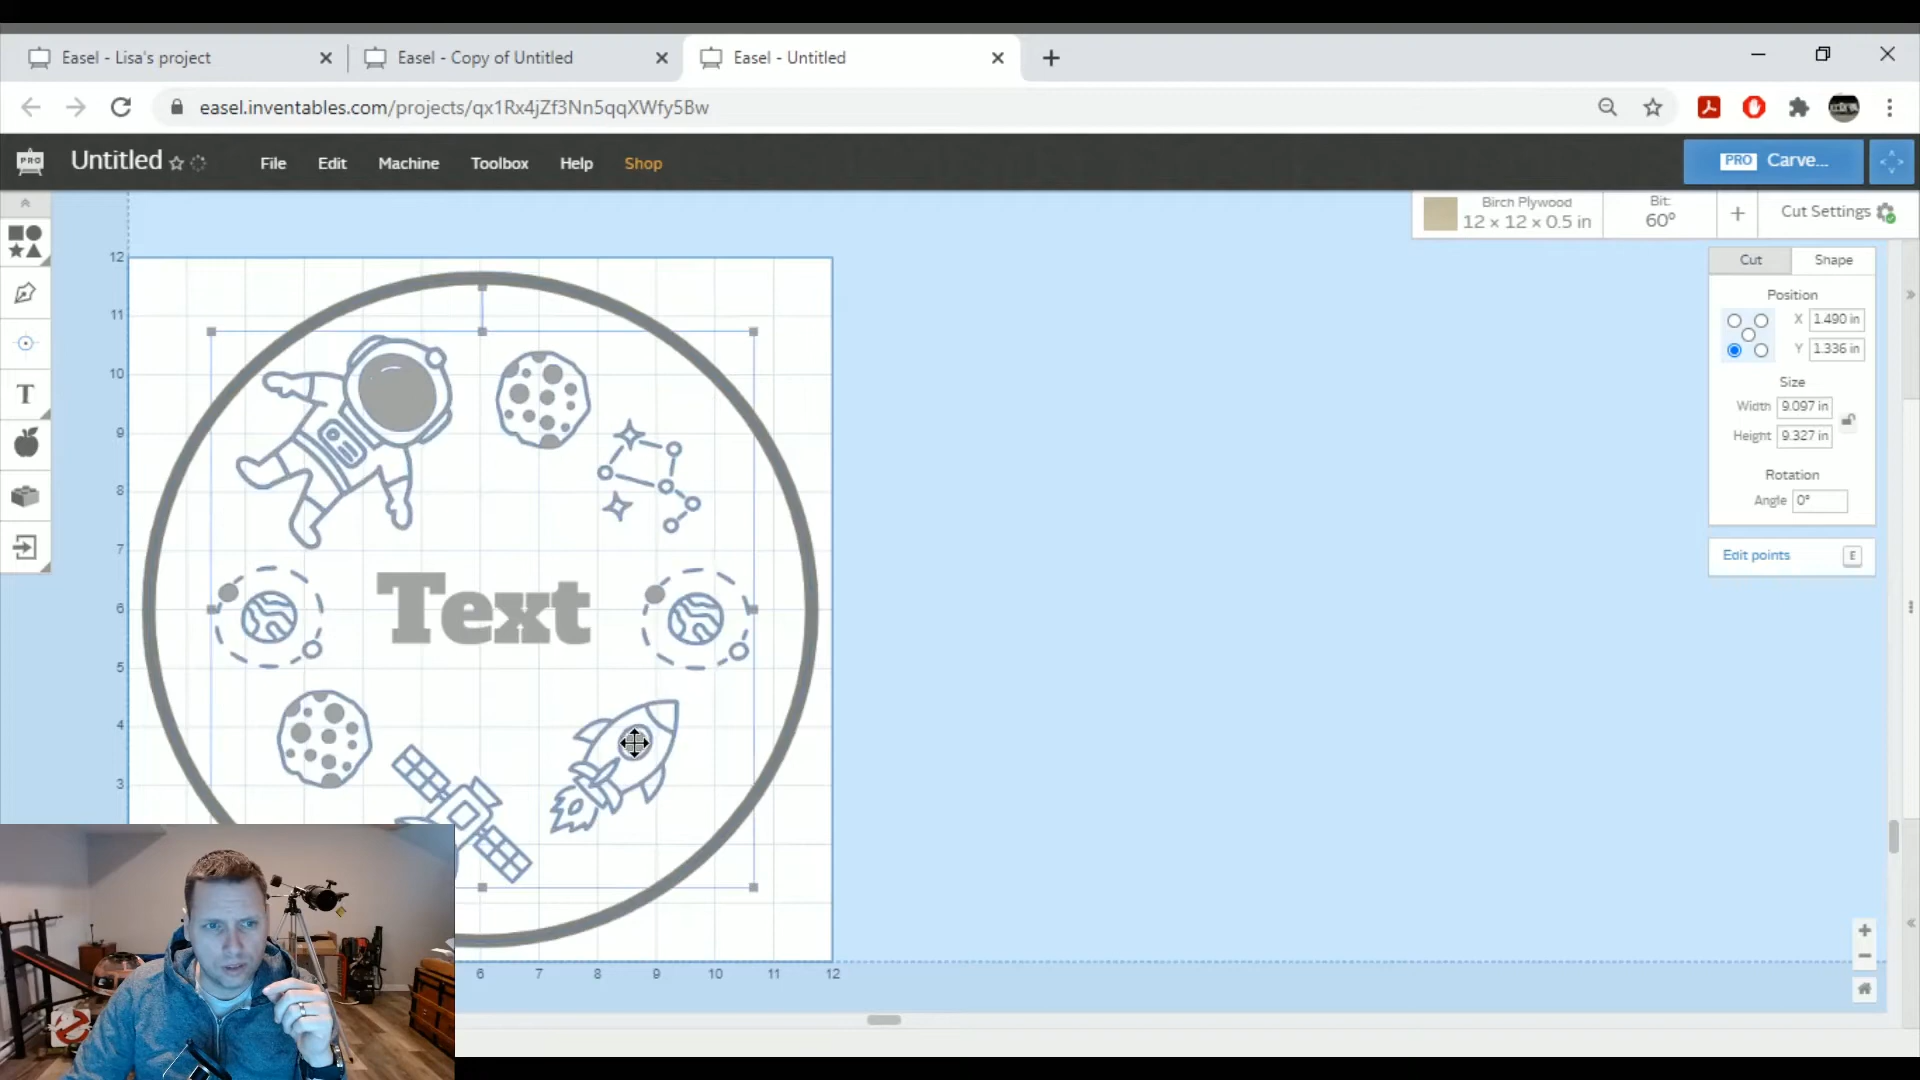 Easel - Lisa's project
Easel - Copy of Untitled
Easel - Untitled
easel.inventables.com/projects/qx1Rx4jZf3Nn5qqXWfy5Bw
PRO
Untitled
File
Edit
Machine
Toolbox
Help
Shop
PRO Carve...
Birch Plywood
12 × 12 × 0.5 in
Bit:
60°
Cut Settings
Cut
Shape
Position
X 1.490 in
Y 1.336 in
Size
Width 9.097 in
Height 9.327 in
Rotation
Angle 0°
Edit points E
T
12
11
10
9
8
7
6
5
4
3
Text
6 7 8 9 10 11 12